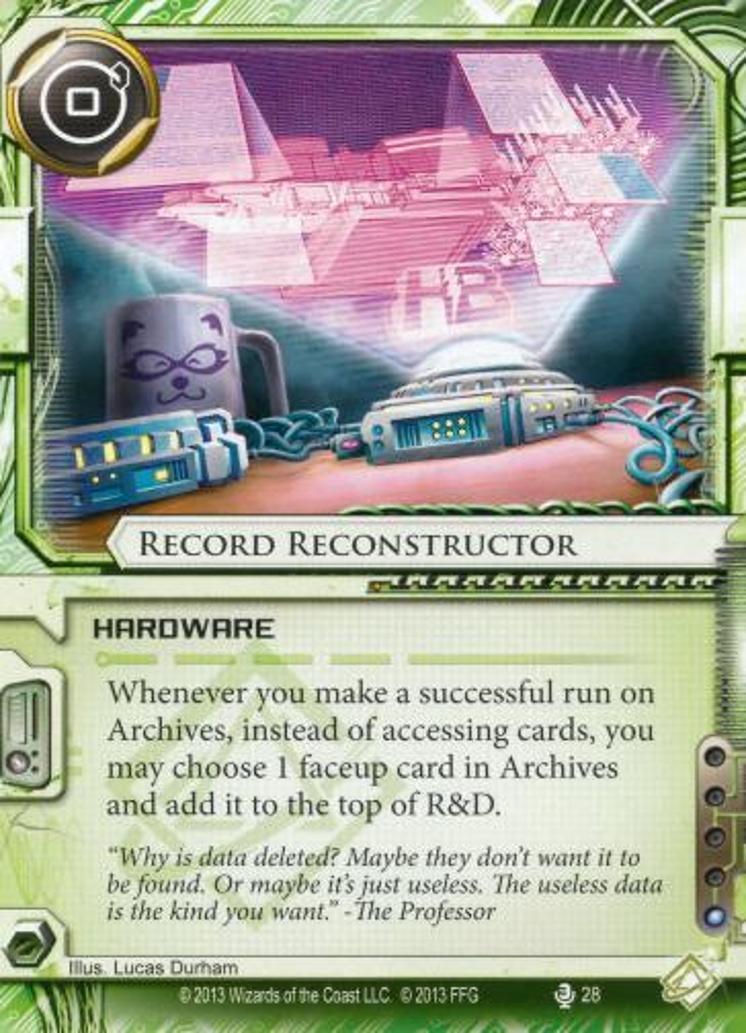 HB
Record Reconstructor
HARDWARE
Whenever you make a successful run on
Archives, instead of accessing cards, you
may choose 1 faceup card in Archives
and add it to the top of R&D.
“Why is data deleted? Maybe they don’t want it to
be found. Or maybe it’s just useless. The useless data
is the kind you want.” -The Professor
Illus. Lucas Durham
© 2013 Wizards of the Coast LLC. © 2013 FFG 28